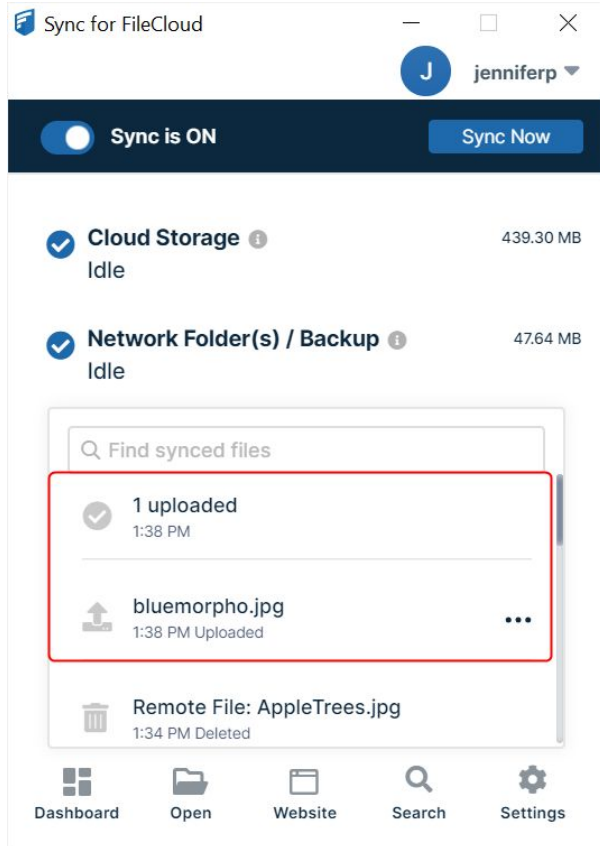 Sync for FileCloud
J jenniferp
Sync is ON Sync Now
Cloud Storage 439.30 MB
Idle
Network Folder(s) / Backup 47.64 MB
Idle
Find synced files
1 uploaded
1:38 PM
bluemorpho.jpg
1:38 PM Uploaded
Remote File: AppleTrees.jpg
1:34 PM Deleted
Dashboard Open Website Search Settings